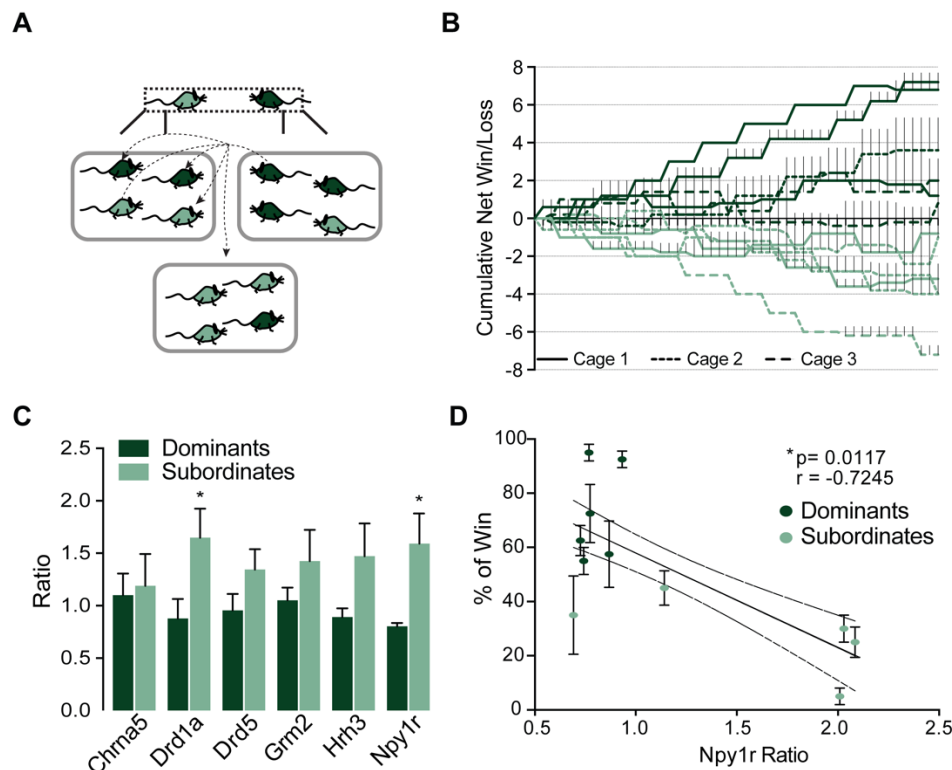 A
B
Cumulative Net Win/Loss
8
6
4
2
0
-2
-4
-6
-8
Cage 1
Cage 2
Cage 3
C
Dominants
Subordinates
Ratio
2.5
2.0
1.5
1.0
0.5
0.0
*
*
Chrna5
Drd1a
Drd5
Grm2
Hrh3
Npy1r
D
% of Win
100
80
60
40
20
0
* p= 0.0117
r = -0.7245
Dominants
Subordinates
0.5
1.0
1.5
2.0
2.5
Npy1r Ratio